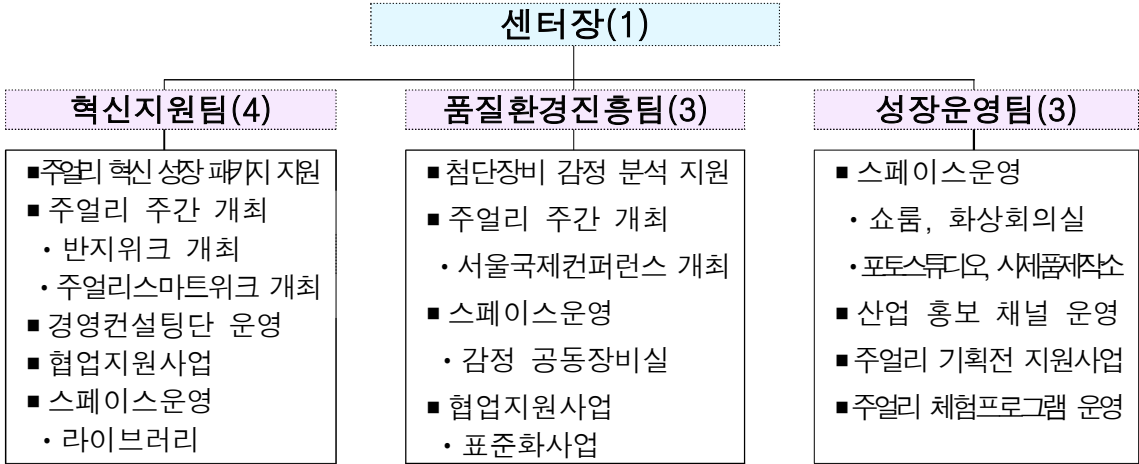 센터장(1)
혁신지원팀(4)
■주얼리 혁신 성장 패키지 지원
■ 주얼리 주간 개최
・ 반지위크 개최
・ 주얼리스마트위크 개최
■ 경영컨설팅단 운영
■ 협업지원사업
■ 스페이스운영
・ 라이브러리
품질환경진흥팀(3)
■ 첨단장비 감정 분석 지원
■ 주얼리 주간 개최
・ 서울국제컨퍼런스 개최
■ 스페이스운영
・ 감정 공동장비실
■ 협업지원사업
・ 표준화사업
성장운영팀(3)
■ 스페이스운영
・ 쇼룸, 화상회의실
・ 포토스튜디오, 시제품제작소
■ 산업 홍보 채널 운영
■ 주얼리 기획전 지원사업
■ 주얼리 체험프로그램 운영